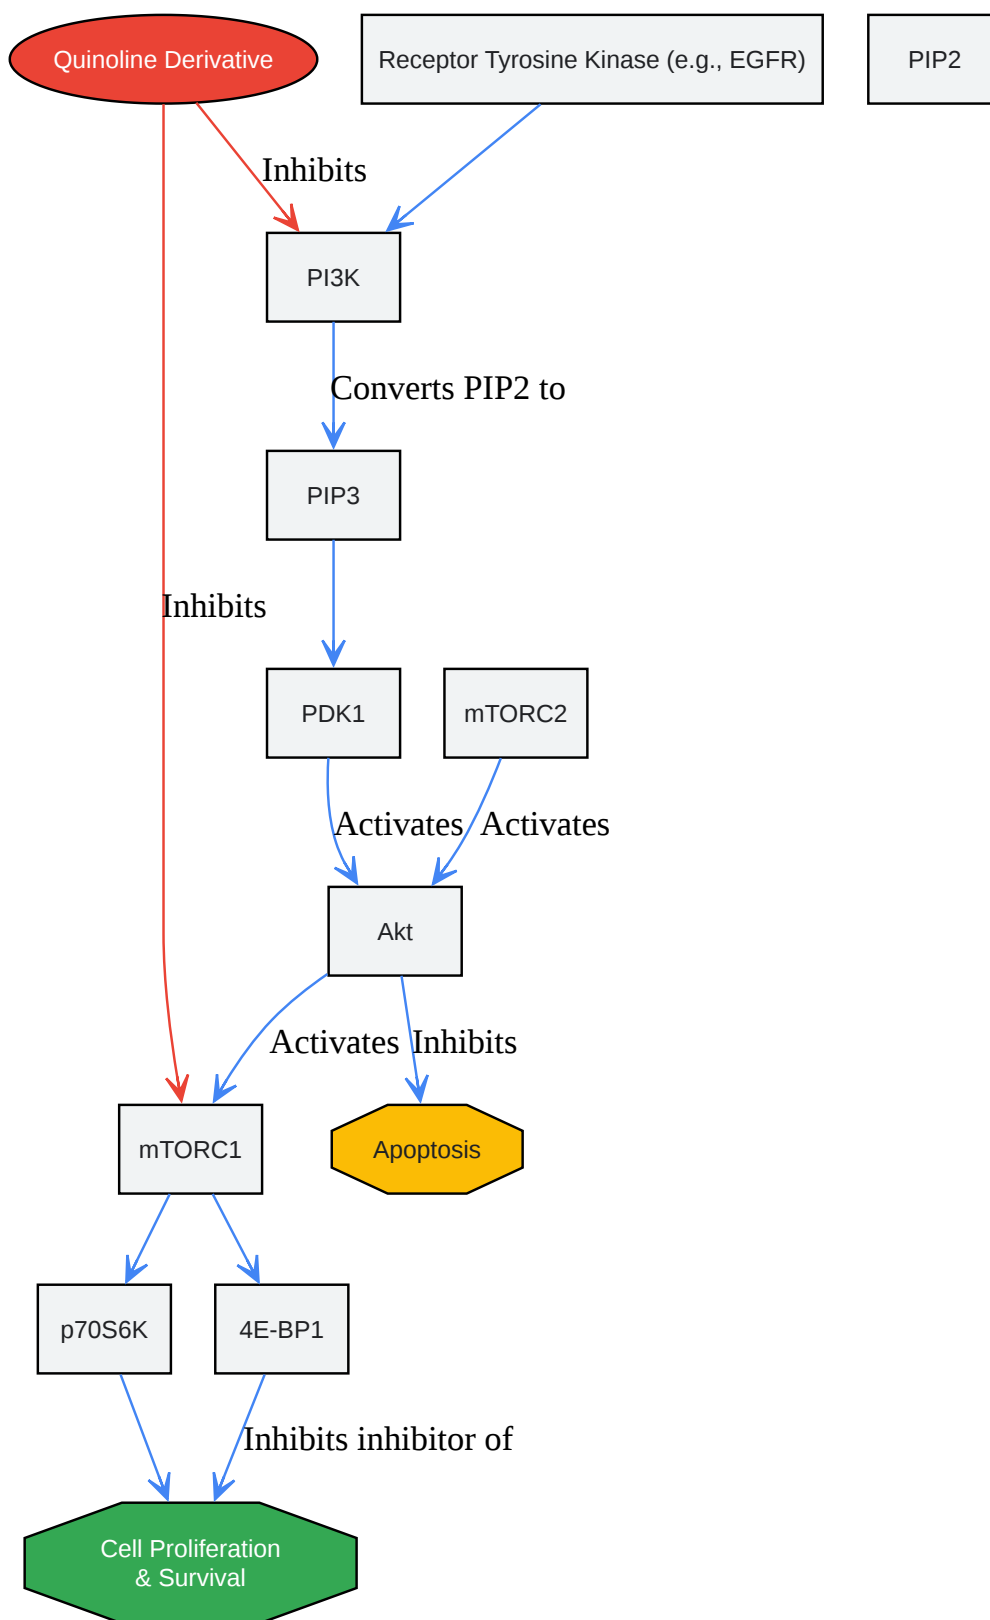 Quinoline Derivative
Receptor Tyrosine Kinase (e.g., EGFR)
PIP2
Inhibits
PI3K
Converts PIP2 to
PIP3
Inhibits
PDK1
mTORC2
Activates
Activates
Akt
Activates
Inhibits
mTORC1
Apoptosis
p70S6K
4E-BP1
Inhibits inhibitor of
Cell Proliferation
& Survival